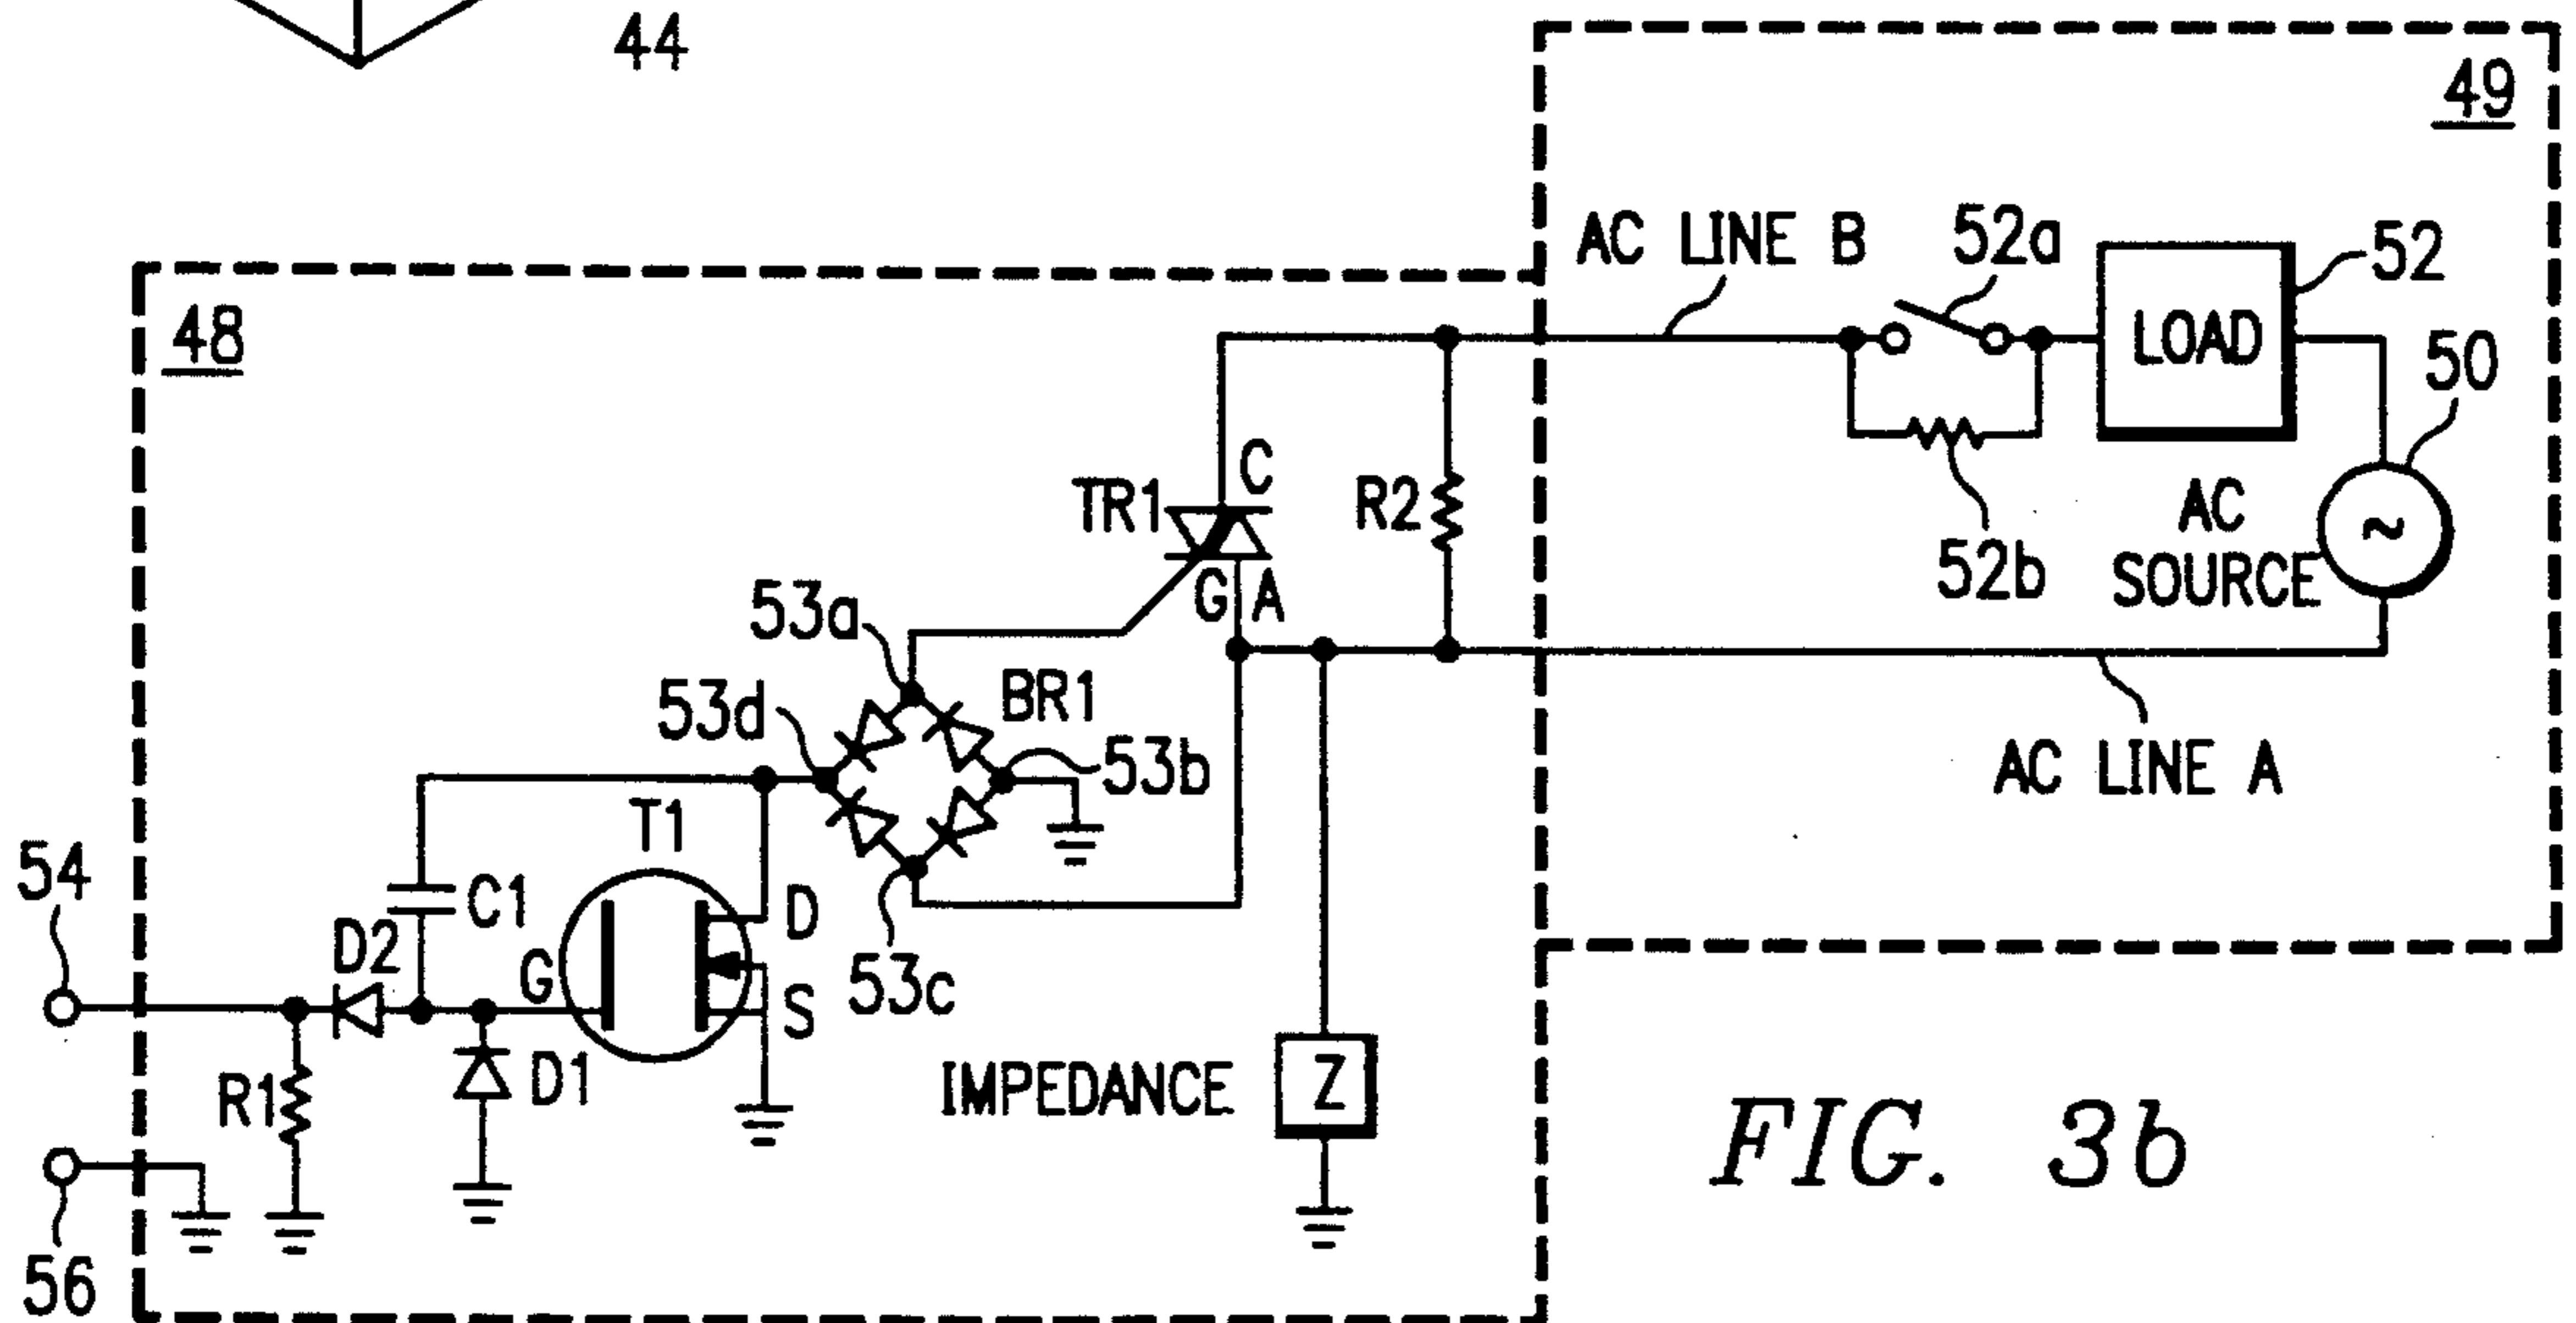 44
49
AC LINE B
52a
52
48
LOAD
50
C
TR1
R2
AC
SOURCE
~
52b
G A
53a
BR1
53d
53b
AC LINE A
T1
54
C1
D
D2
G
53c
S
R1
D1
IMPEDANCE
Z
56
FIG. 3b